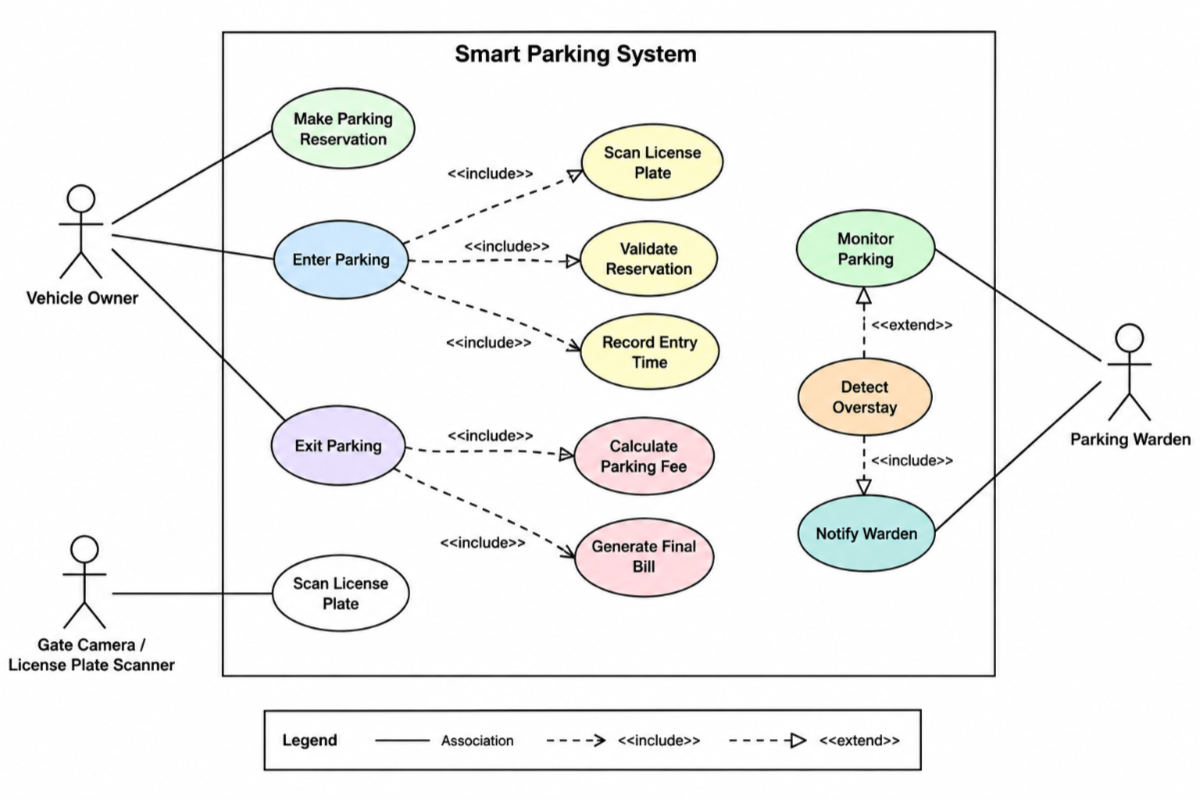 Smart Parking System
Make Parking
Reservation
<<include>>
Scan License
Plate
Enter Parking
<<include>>
Validate
Reservation
<<include>>
Record Entry
Time
Vehicle Owner
Monitor
Parking
<<extend>>
Detect
Overstay
<<include>>
Notify Warden
Parking Warden
Exit Parking
<<include>>
Calculate
Parking Fee
<<include>>
Generate Final
Bill
Scan License
Plate
Gate Camera /
License Plate Scanner
Legend
Association
<<include>>
<<extend>>